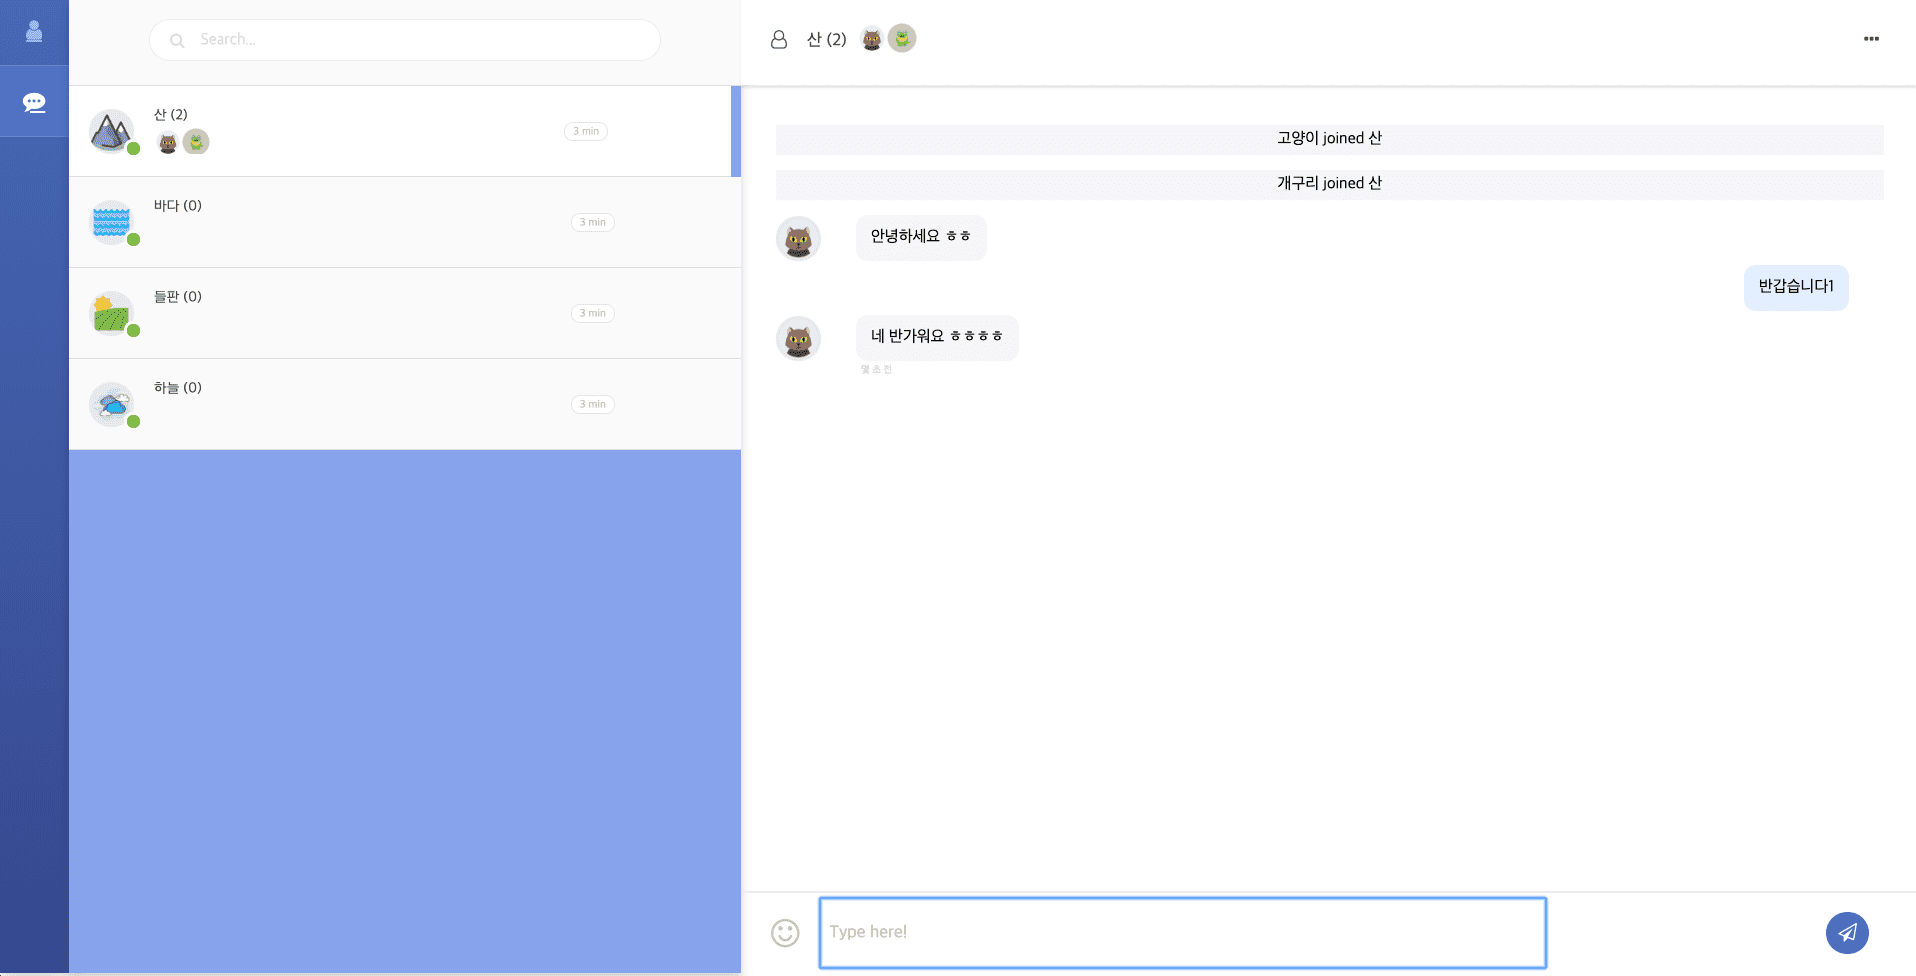 Search...
산 (2)
3 min
바다 (0)
3 min
들판 (0)
3 min
하늘 (0)
3 min
산 (2)
고양이 joined 산
개구리 joined 산
안녕하세요 ㅎㅎ
반갑습니다1
네 반가워요 ㅎㅎㅎㅎ
몇 초 전
Type here!